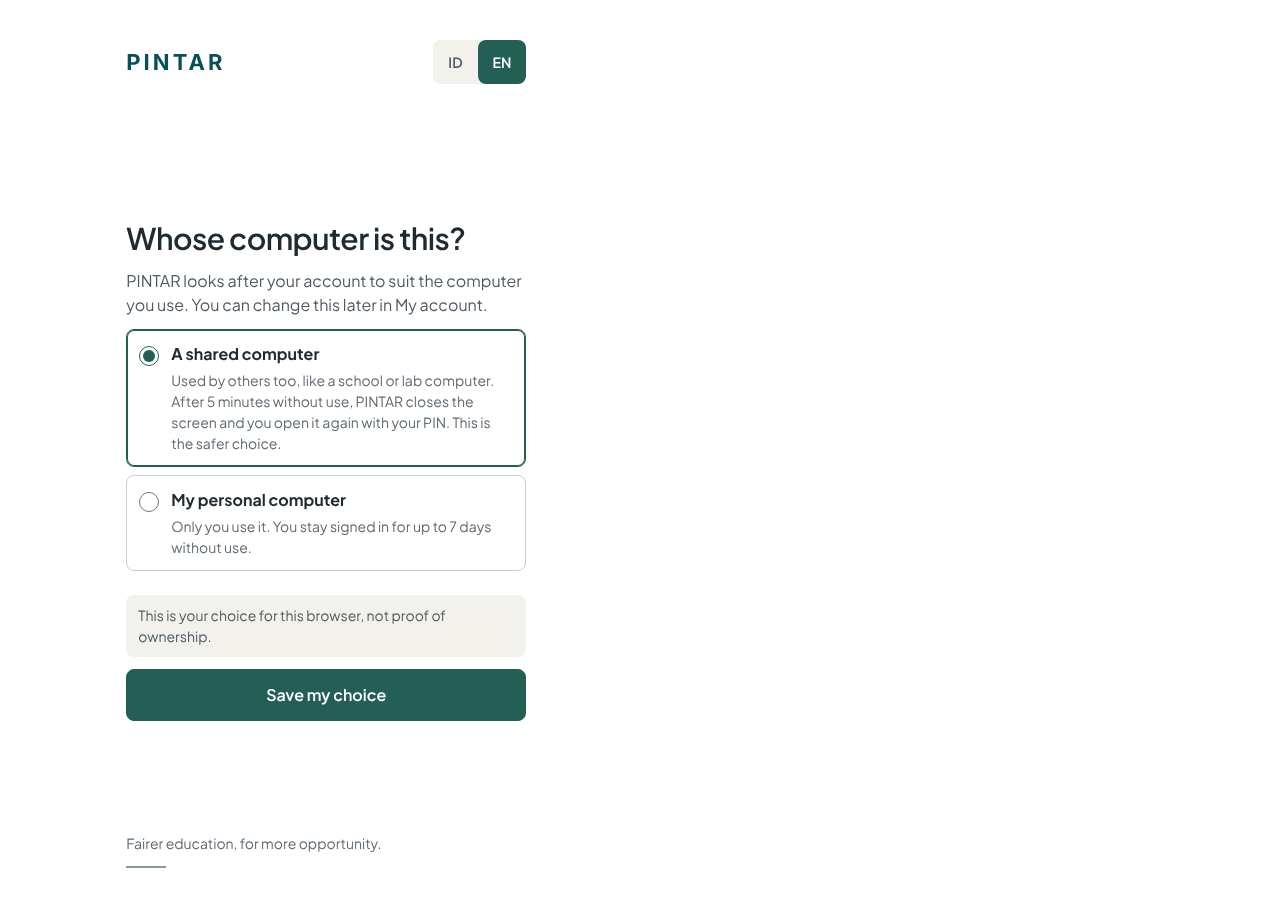 PINTAR
ID
EN
Whose computer is this?
PINTAR looks after your account to suit the computer
you use. You can change this later in My account.
A shared computer
Used by others too, like a school or lab computer.
After 5 minutes without use, PINTAR closes the
screen and you open it again with your PIN. This is
the safer choice.
My personal computer
Only you use it. You stay signed in for up to 7 days
without use.
This is your choice for this browser, not proof of
ownership.
Save my choice
Fairer education, for more opportunity.